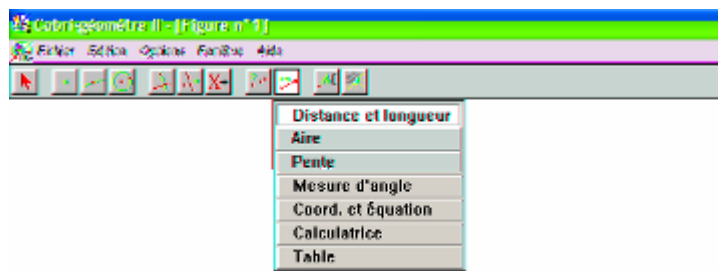 Cabri-géomètre II - [Figure n° 1]
Fichier Edition Options Fenêtre Aide
Distance et longueur
Aire
Pente
Mesure d'angle
Coord. et Équation
Calculatrice
Table